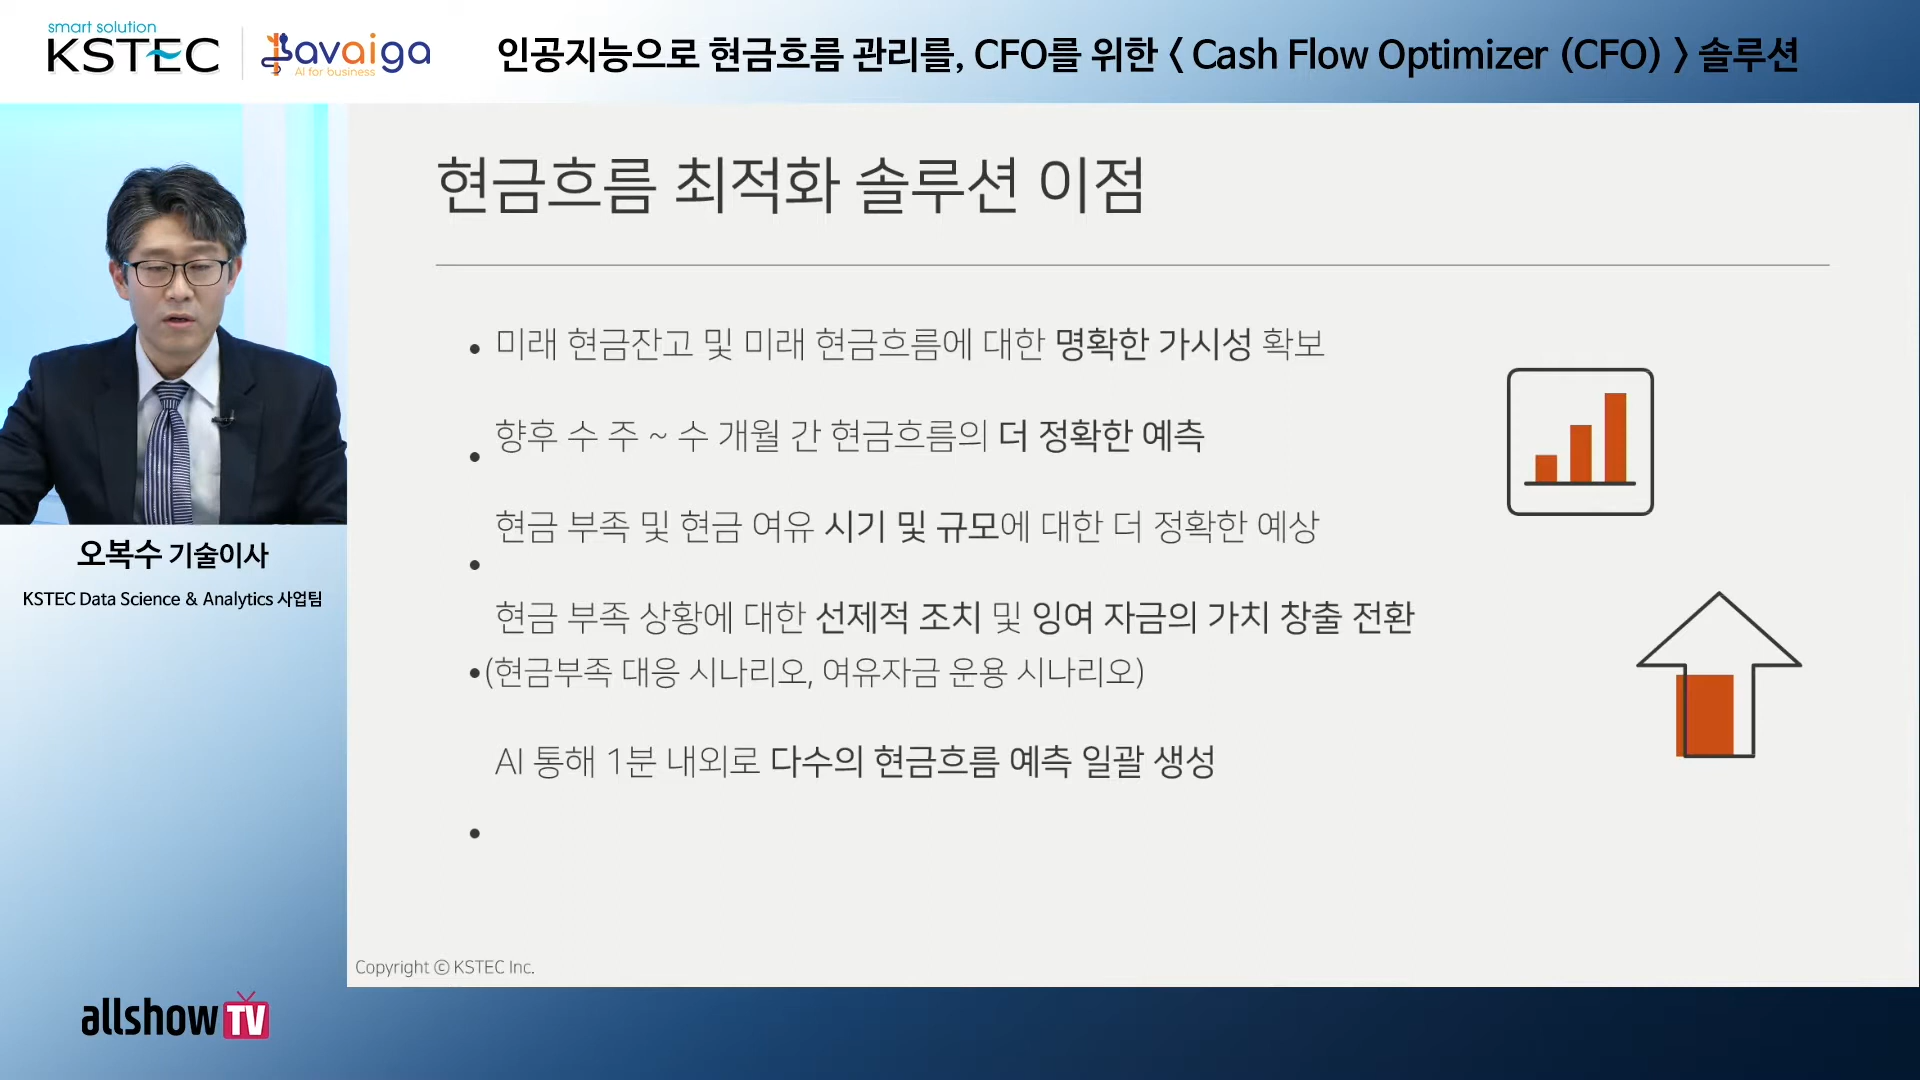 smart solution
KSTEC
avaiga
AI for business
인공지능으로 현금흐름 관리를, CFO를 위한 < Cash Flow Optimizer (CFO) > 솔루션
현금흐름 최적화 솔루션 이점
• 미래 현금잔고 및 미래 현금흐름에 대한 명확한 가시성 확보
• 향후 수 주 ~ 수 개월 간 현금흐름의 더 정확한 예측
• 현금 부족 및 현금 여유 시기 및 규모에 대한 더 정확한 예상
• 현금 부족 상황에 대한 선제적 조치 및 잉여 자금의 가치 창출 전환
(현금부족 대응 시나리오, 여유자금 운용 시나리오)
• AI 통해 1분 내외로 다수의 현금흐름 예측 일괄 생성
오복수 기술이사
KSTEC Data Science & Analytics 사업팀
Copyright ⓒ KSTEC Inc.
allshow TV